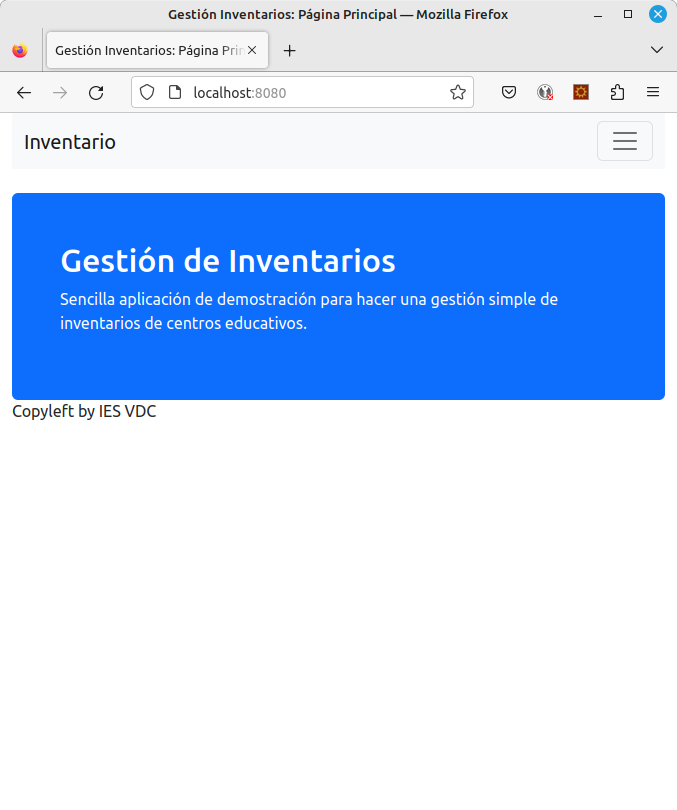 Gestión Inventarios: Página Principal — Mozilla Firefox
Gestión Inventarios: Página Prin
localhost:8080
Inventario
Gestión de Inventarios
Sencilla aplicación de demostración para hacer una gestión simple de
inventarios de centros educativos.
Copyleft by IES VDC